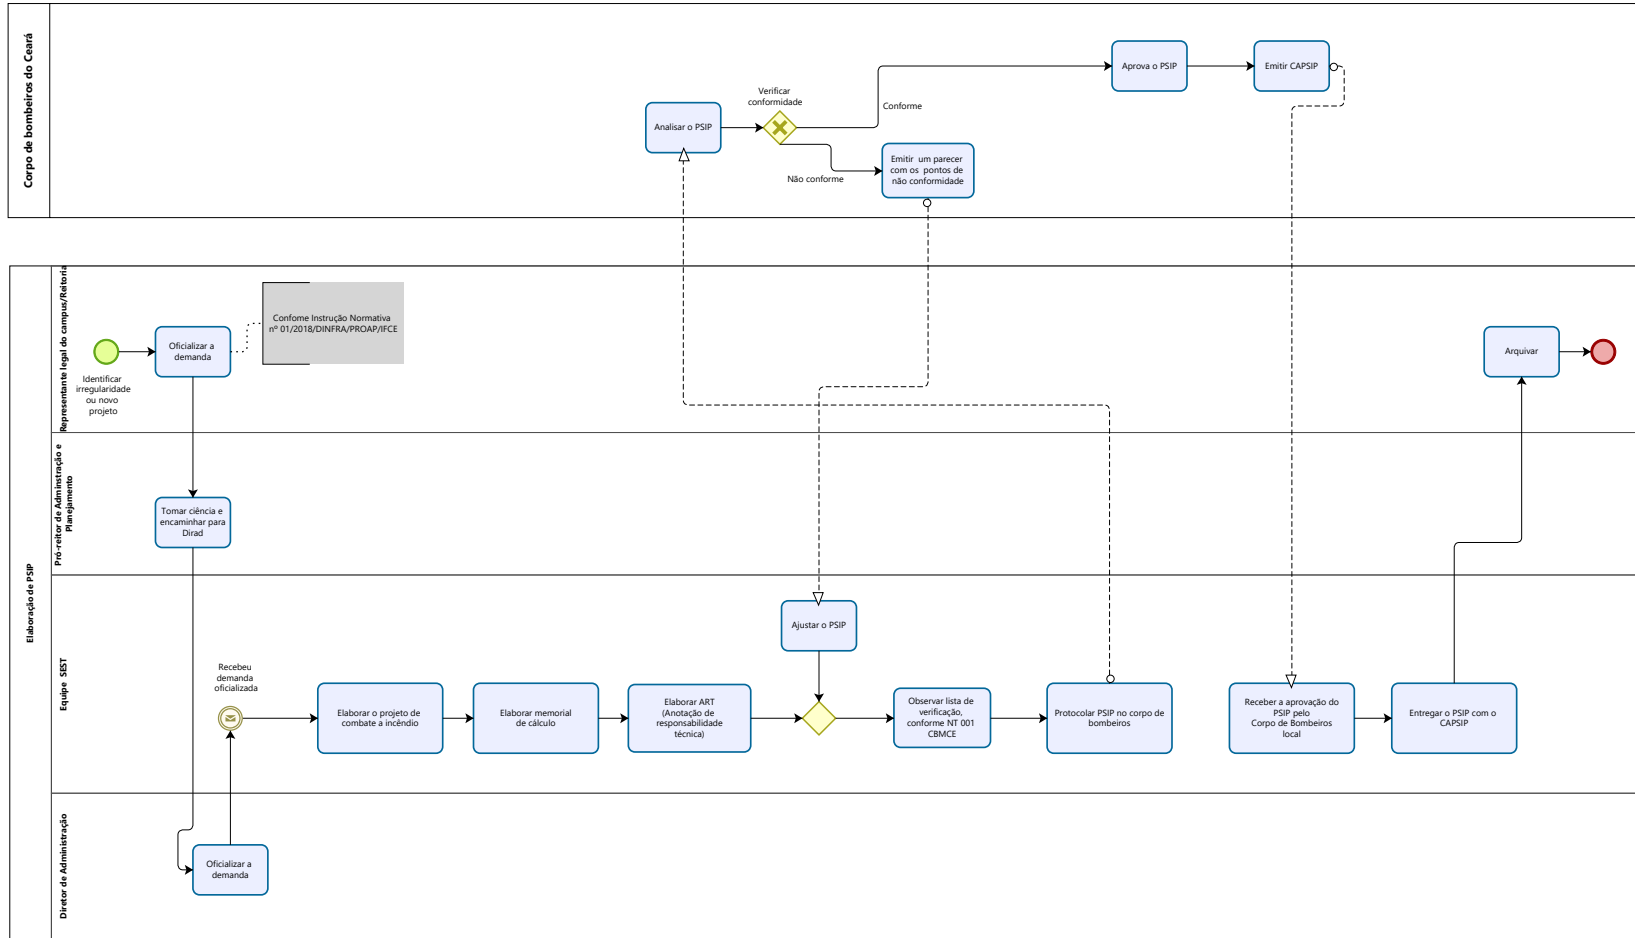 Corpo de bombeiros do Ceará
Analisar o PSIP
Verificar
conformidade
Conforme
Não conforme
Emitir um parecer
com os pontos de
não conformidade
Aprova o PSIP
Emitir CAPSIP
Elaboração de PSIP
Representante legal do campus/Reitoria
Identificar
irregularidade
ou novo
projeto
Oficializar a
demanda
Confome Instrução Normativa
nº 01/2018/DINFRA/PROAP/IFCE
Arquivar
Pró-reitor de Adminstração e
Planejamento
Tomar ciência e
encaminhar para
Dirad
Equipe SEST
Recebeu
demanda
oficializada
Elaborar o projeto de
combate a incêndio
Elaborar memorial
de cálculo
Elaborar ART
(Anotação de
responsabilidade
técnica)
Ajustar o PSIP
Observar lista de
verificação,
conforme NT 001
CBMCE
Protocolar PSIP no corpo de
bombeiros
Receber a aprovação do
PSIP pelo
Corpo de Bombeiros
local
Entregar o PSIP com o
CAPSIP
Diretor de Administração
Oficializar a
demanda